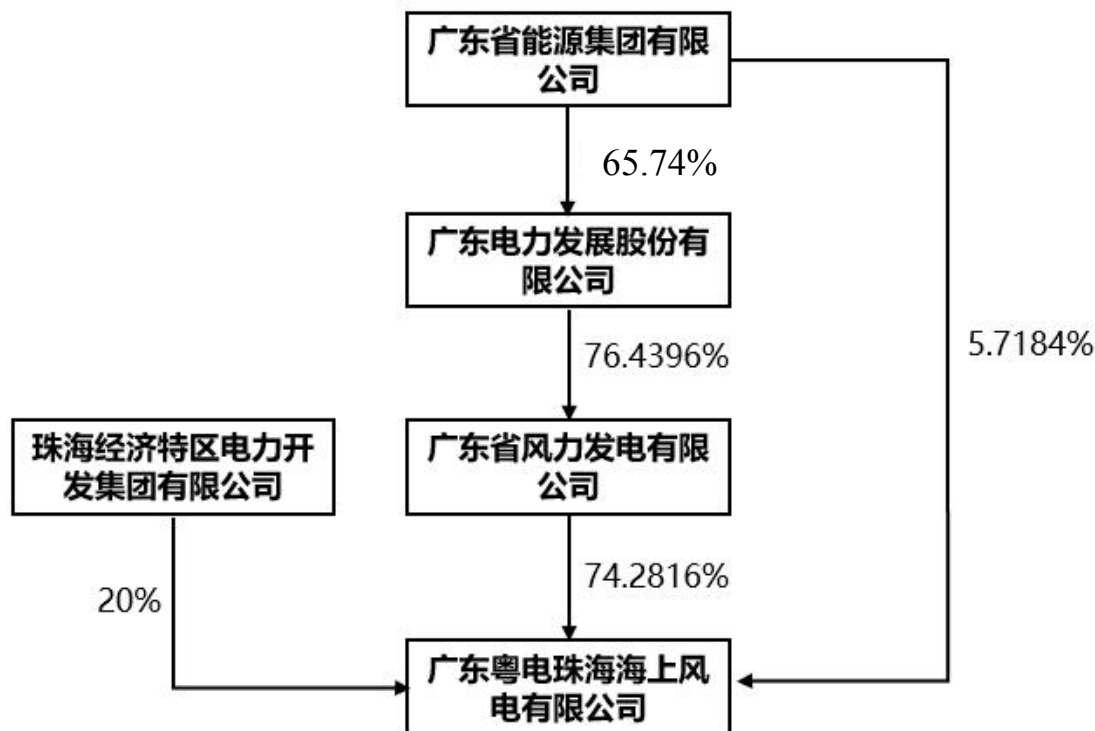 广东省能源集团有限
公司
65.74%
广东电力发展股份有
限公司
5.7184%
76.4396%
珠海经济特区电力开
发集团有限公司
广东省风力发电有限
公司
74.2816%
20%
广东粤电珠海海上风
电有限公司